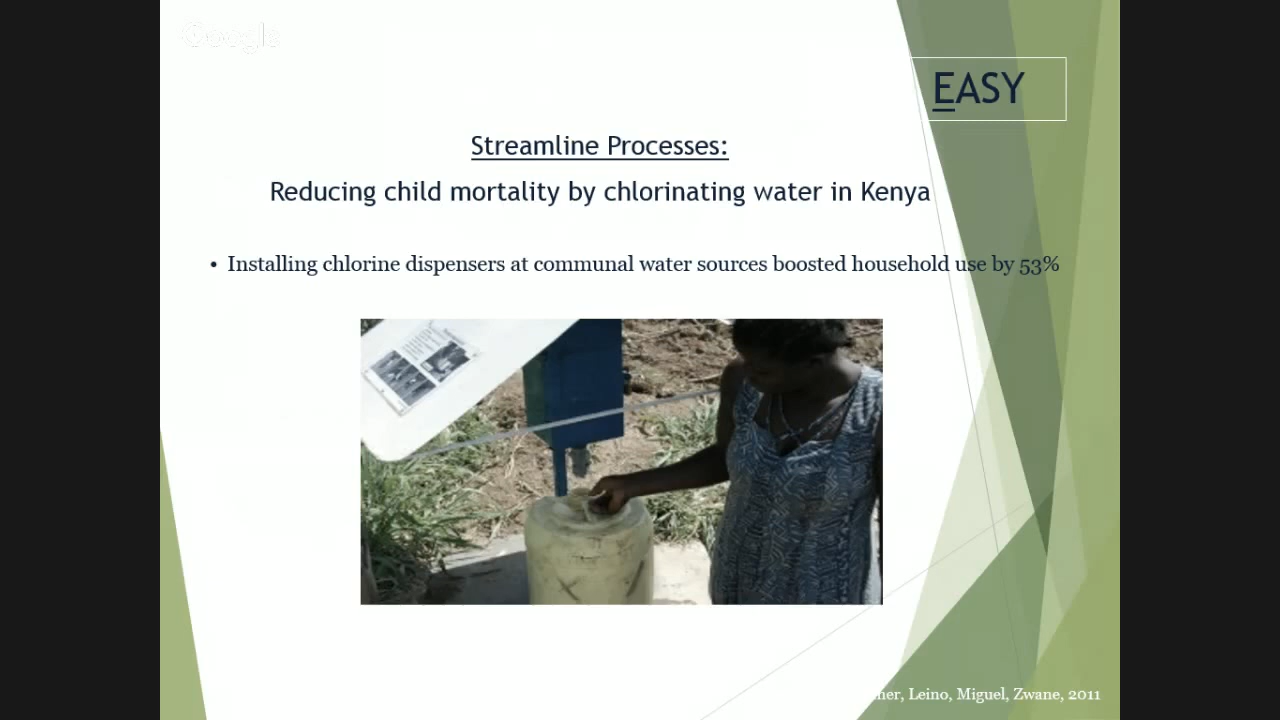 Google
EASY
Streamline Processes:
Reducing child mortality by chlorinating water in Kenya
• Installing chlorine dispensers at communal water sources boosted household use by 53%
Leino, Miguel, Zwane, 2011